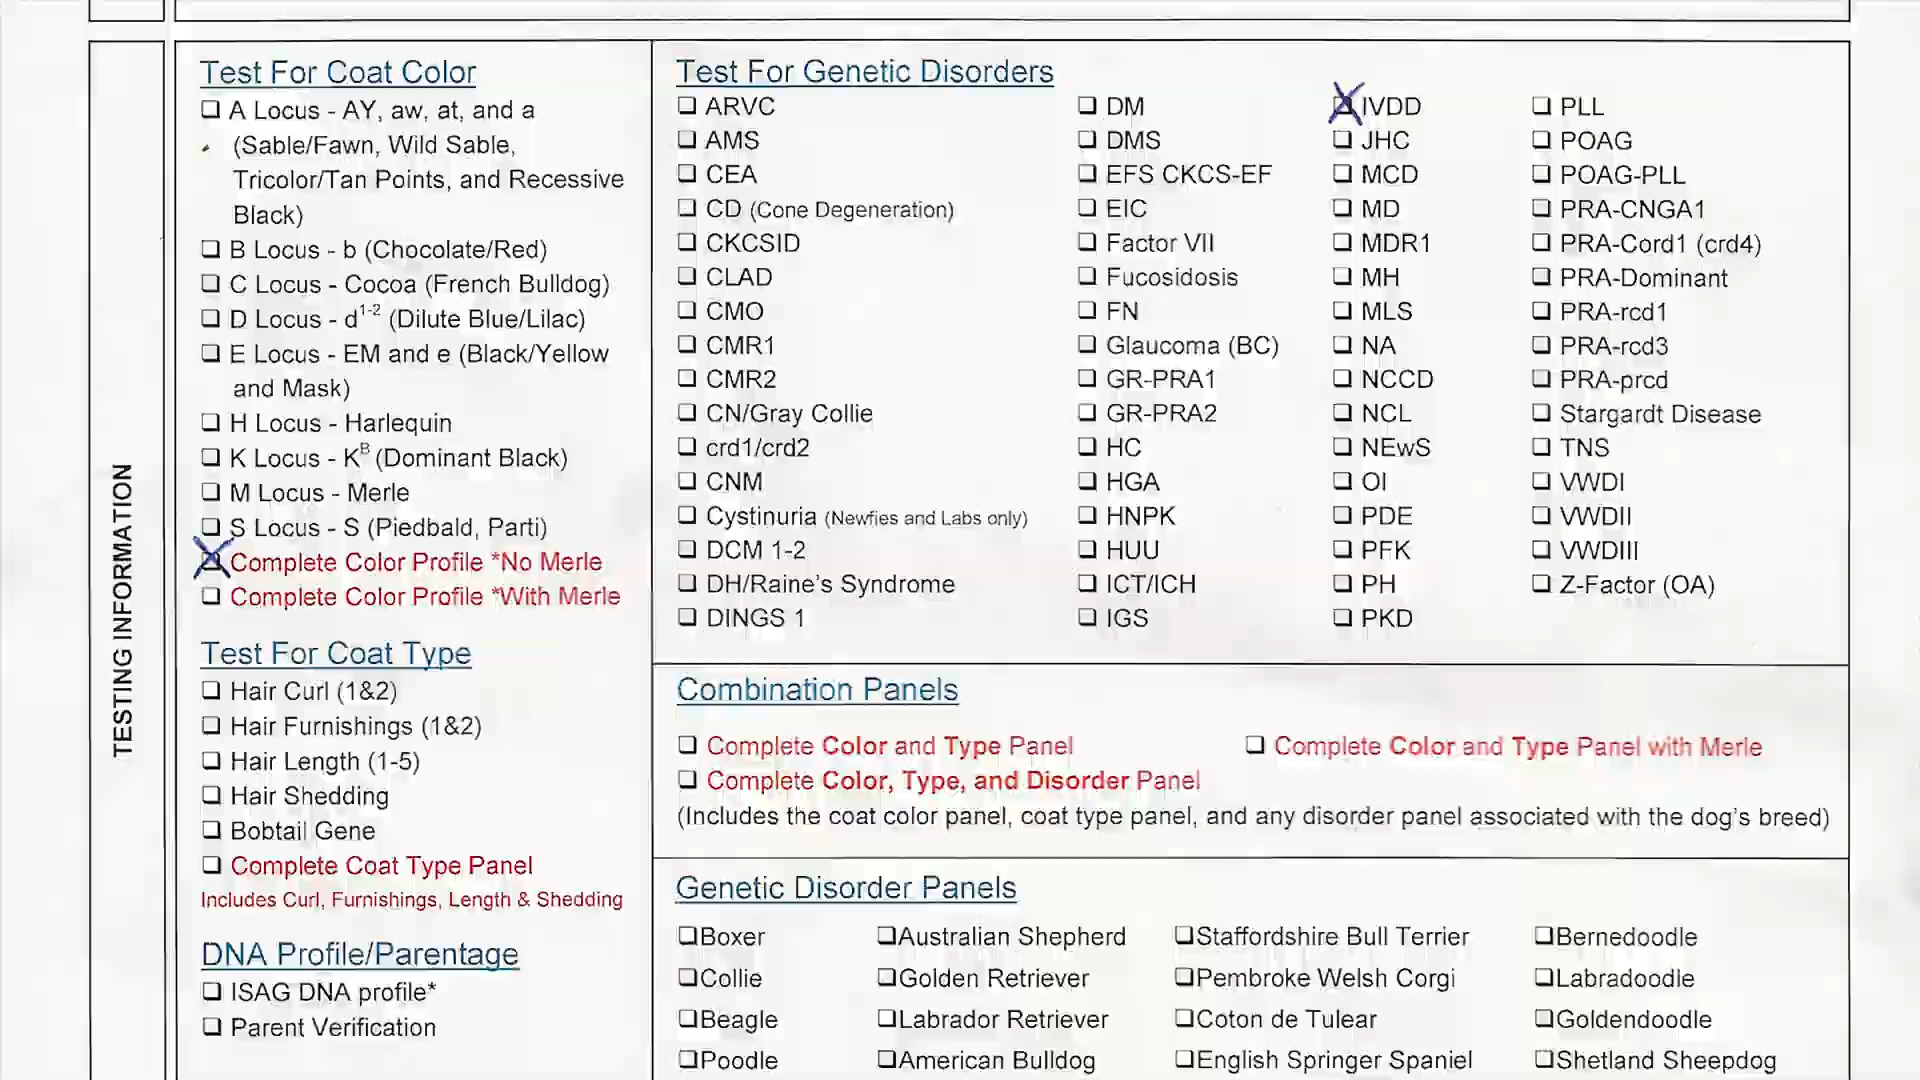 TESTING INFORMATION
Test For Coat Color
❏ A Locus - AY, aw, at, and a
(Sable/Fawn, Wild Sable,
Tricolor/Tan Points, and Recessive
Black)
❏ B Locus - b (Chocolate/Red)
❏ C Locus - Cocoa (French Bulldog)
❏ D Locus - d1-2 (Dilute Blue/Lilac)
❏ E Locus - EM and e (Black/Yellow
and Mask)
❏ H Locus - Harlequin
❏ K Locus - KB (Dominant Black)
❏ M Locus - Merle
❏ S Locus - S (Piedbald, Parti)
X Complete Color Profile *No Merle
❏ Complete Color Profile *With Merle
Test For Coat Type
❏ Hair Curl (1&2)
❏ Hair Furnishings (1&2)
❏ Hair Length (1-5)
❏ Hair Shedding
❏ Bobtail Gene
❏ Complete Coat Type Panel
Includes Curl, Furnishings, Length & Shedding
DNA Profile/Parentage
❏ ISAG DNA profile*
❏ Parent Verification
Test For Genetic Disorders
❏ ARVC
❏ AMS
❏ CEA
❏ CD (Cone Degeneration)
❏ CKCSID
❏ CLAD
❏ CMO
❏ CMR1
❏ CMR2
❏ CN/Gray Collie
❏ crd1/crd2
❏ CNM
❏ Cystinuria (Newfies and Labs only)
❏ DCM 1-2
❏ DH/Raine's Syndrome
❏ DINGS 1
❏ DM
❏ DMS
❏ EFS CKCS-EF
❏ EIC
❏ Factor VII
❏ Fucosidosis
❏ FN
❏ Glaucoma (BC)
❏ GR-PRA1
❏ GR-PRA2
❏ HC
❏ HGA
❏ HNPK
❏ HUU
❏ ICT/ICH
❏ IGS
X IVDD
❏ JHC
❏ MCD
❏ MD
❏ MDR1
❏ MH
❏ MLS
❏ NA
❏ NCCD
❏ NCL
❏ NEwS
❏ OI
❏ PDE
❏ PFK
❏ PH
❏ PKD
❏ PLL
❏ POAG
❏ POAG-PLL
❏ PRA-CNGA1
❏ PRA-Cord1 (crd4)
❏ PRA-Dominant
❏ PRA-rcd1
❏ PRA-rcd3
❏ PRA-prcd
❏ Stargardt Disease
❏ TNS
❏ VWDI
❏ VWDII
❏ VWDIII
❏ Z-Factor (OA)
Combination Panels
❏ Complete Color and Type Panel ❏ Complete Color and Type Panel with Merle
❏ Complete Color, Type, and Disorder Panel
(Includes the coat color panel, coat type panel, and any disorder panel associated with the dog's breed)
Genetic Disorder Panels
❏Boxer ❏Australian Shepherd ❏Staffordshire Bull Terrier ❏Bernedoodle
❏Collie ❏Golden Retriever ❏Pembroke Welsh Corgi ❏Labradoodle
❏Beagle ❏Labrador Retriever ❏Coton de Tulear ❏Goldendoodle
❏Poodle ❏American Bulldog ❏English Springer Spaniel ❏Shetland Sheepdog